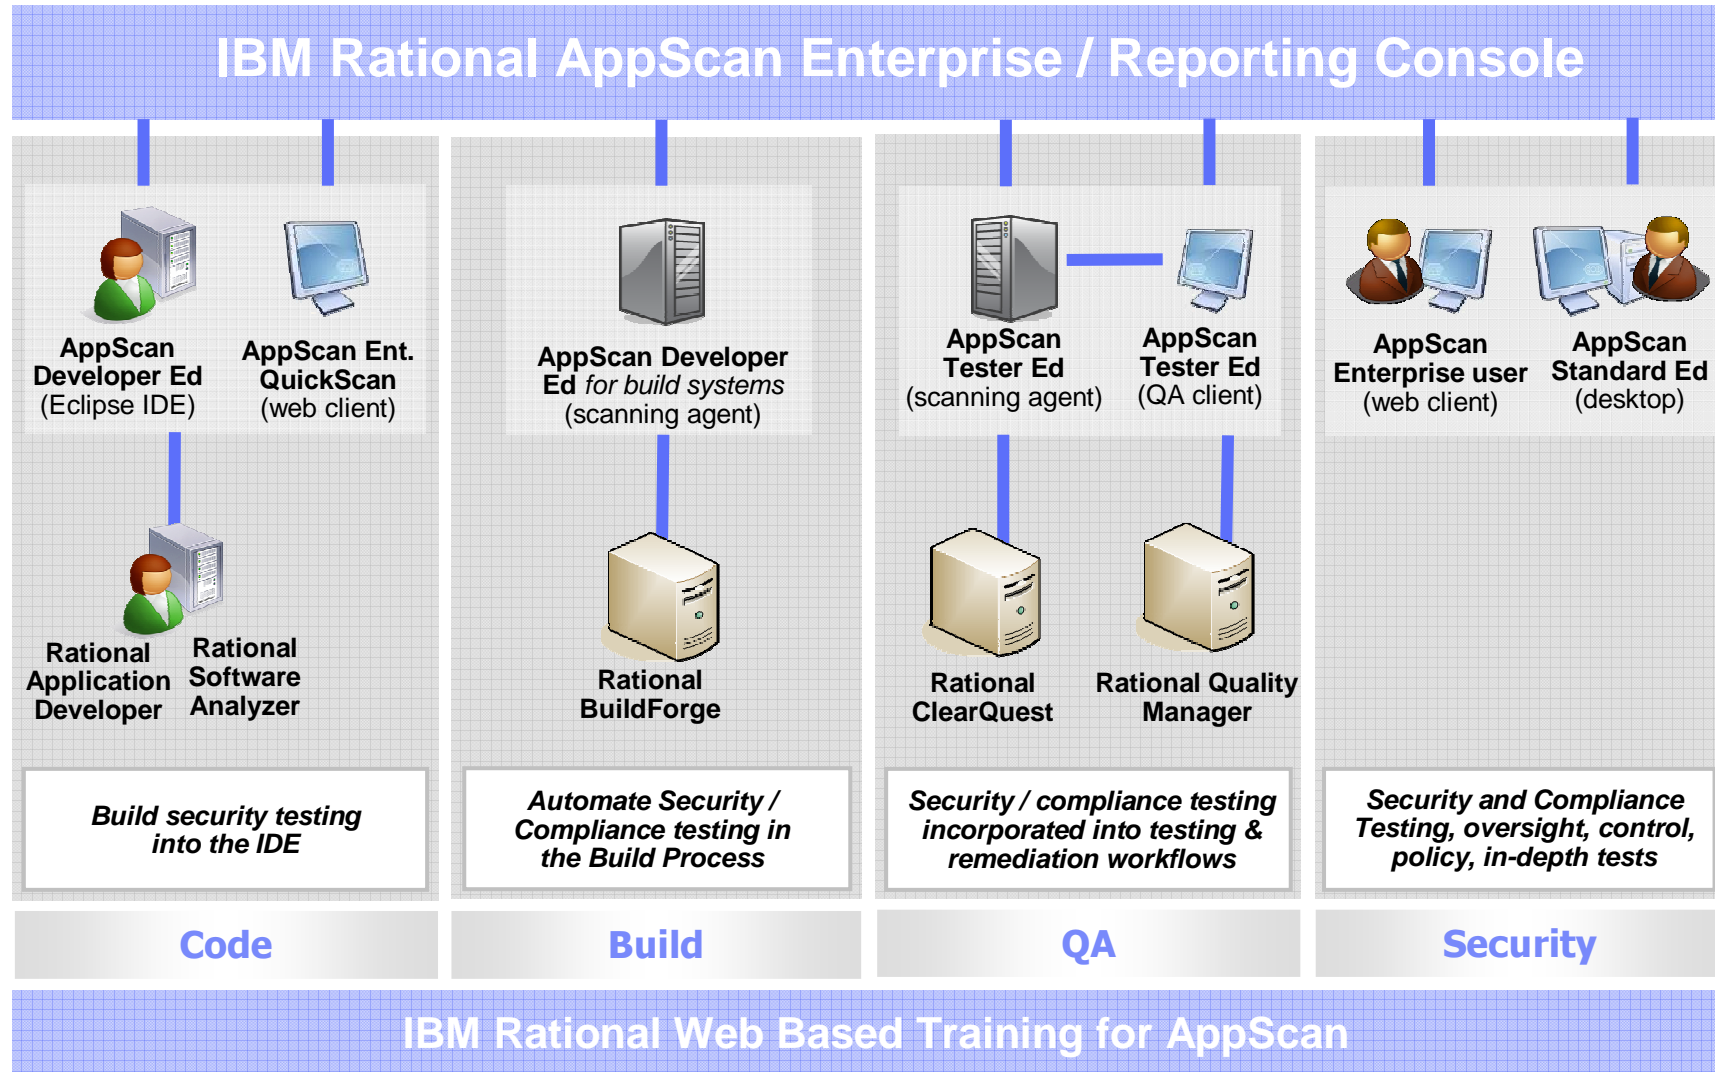 IBM Rational AppScan Enterprise / Reporting Console
AppScan
Developer Ed
(Eclipse IDE)
AppScan Ent.
QuickScan
(web client)
AppScan Developer
Ed for build systems
(scanning agent)
AppScan
Tester Ed
(scanning agent)
AppScan
Tester Ed
(QA client)
AppScan
Enterprise user
(web client)
AppScan
Standard Ed
(desktop)
Rational
Application
Developer
Rational
Software
Analyzer
Rational
BuildForge
Rational
ClearQuest
Rational Quality
Manager
Build security testing
into the IDE
Automate Security /
Compliance testing in
the Build Process
Security / compliance testing
incorporated into testing &
remediation workflows
Security and Compliance
Testing, oversight, control,
policy, in-depth tests
Code
Build
QA
Security
IBM Rational Web Based Training for AppScan